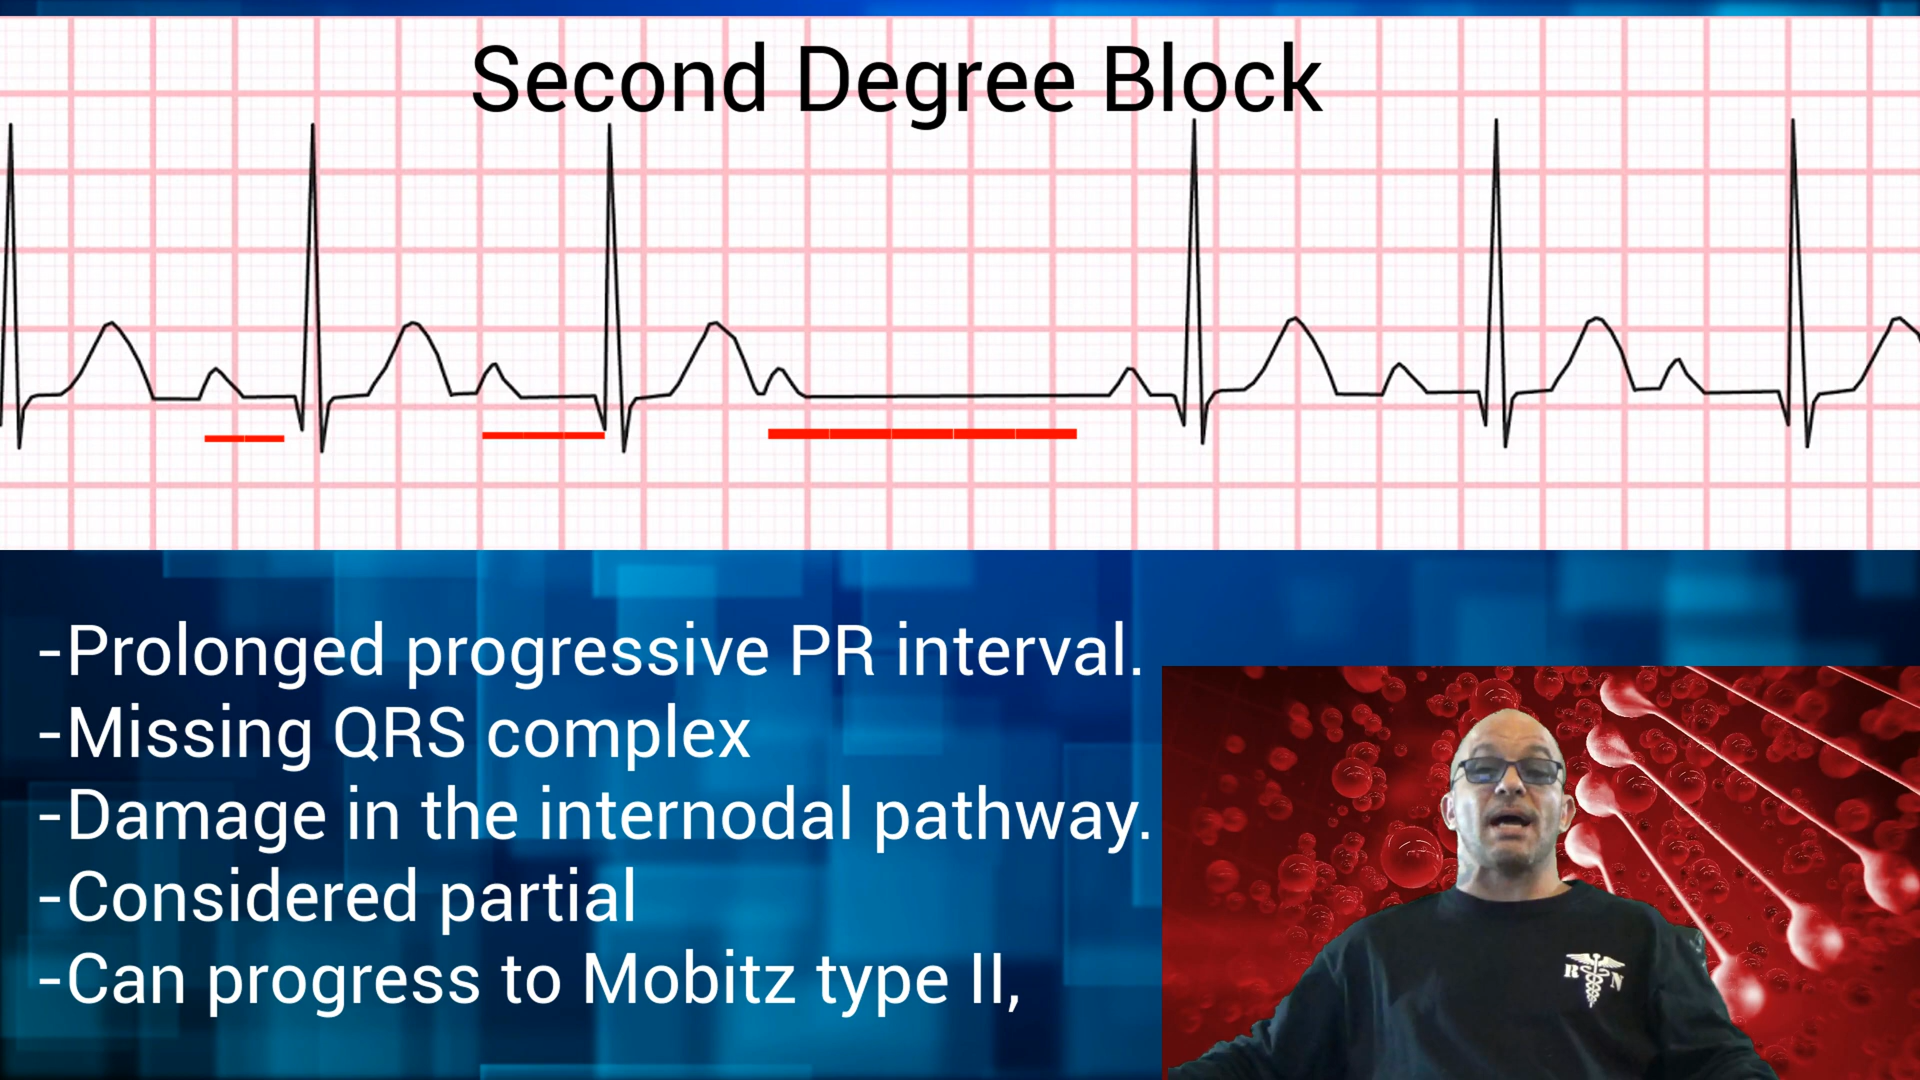 Second Degree Block
-Prolonged progressive PR interval.
-Missing QRS complex
-Damage in the internodal pathway.
-Considered partial
-Can progress to Mobitz type II,
R N